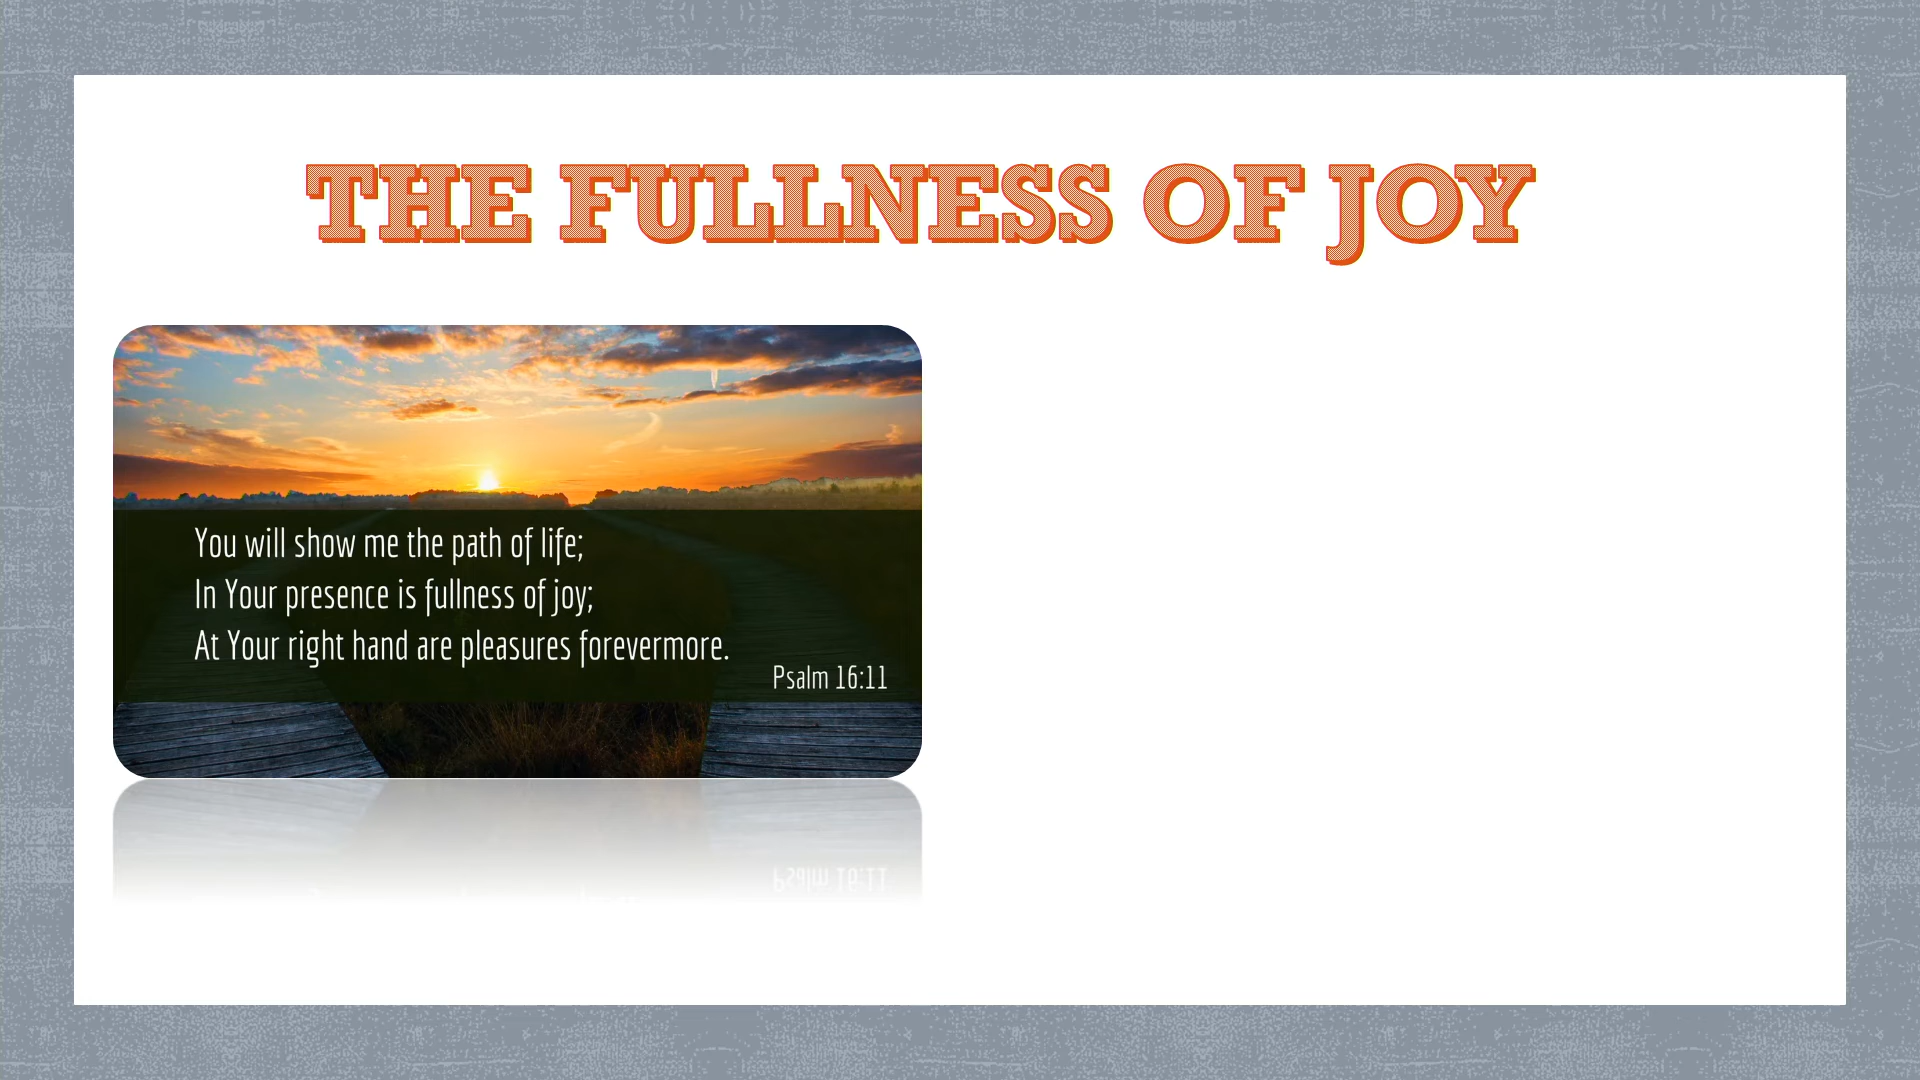 THE FULLNESS OF JOY
You will show me the path of life;
In Your presence is fullness of joy;
At Your right hand are pleasures forevermore.
Psalm 16:11